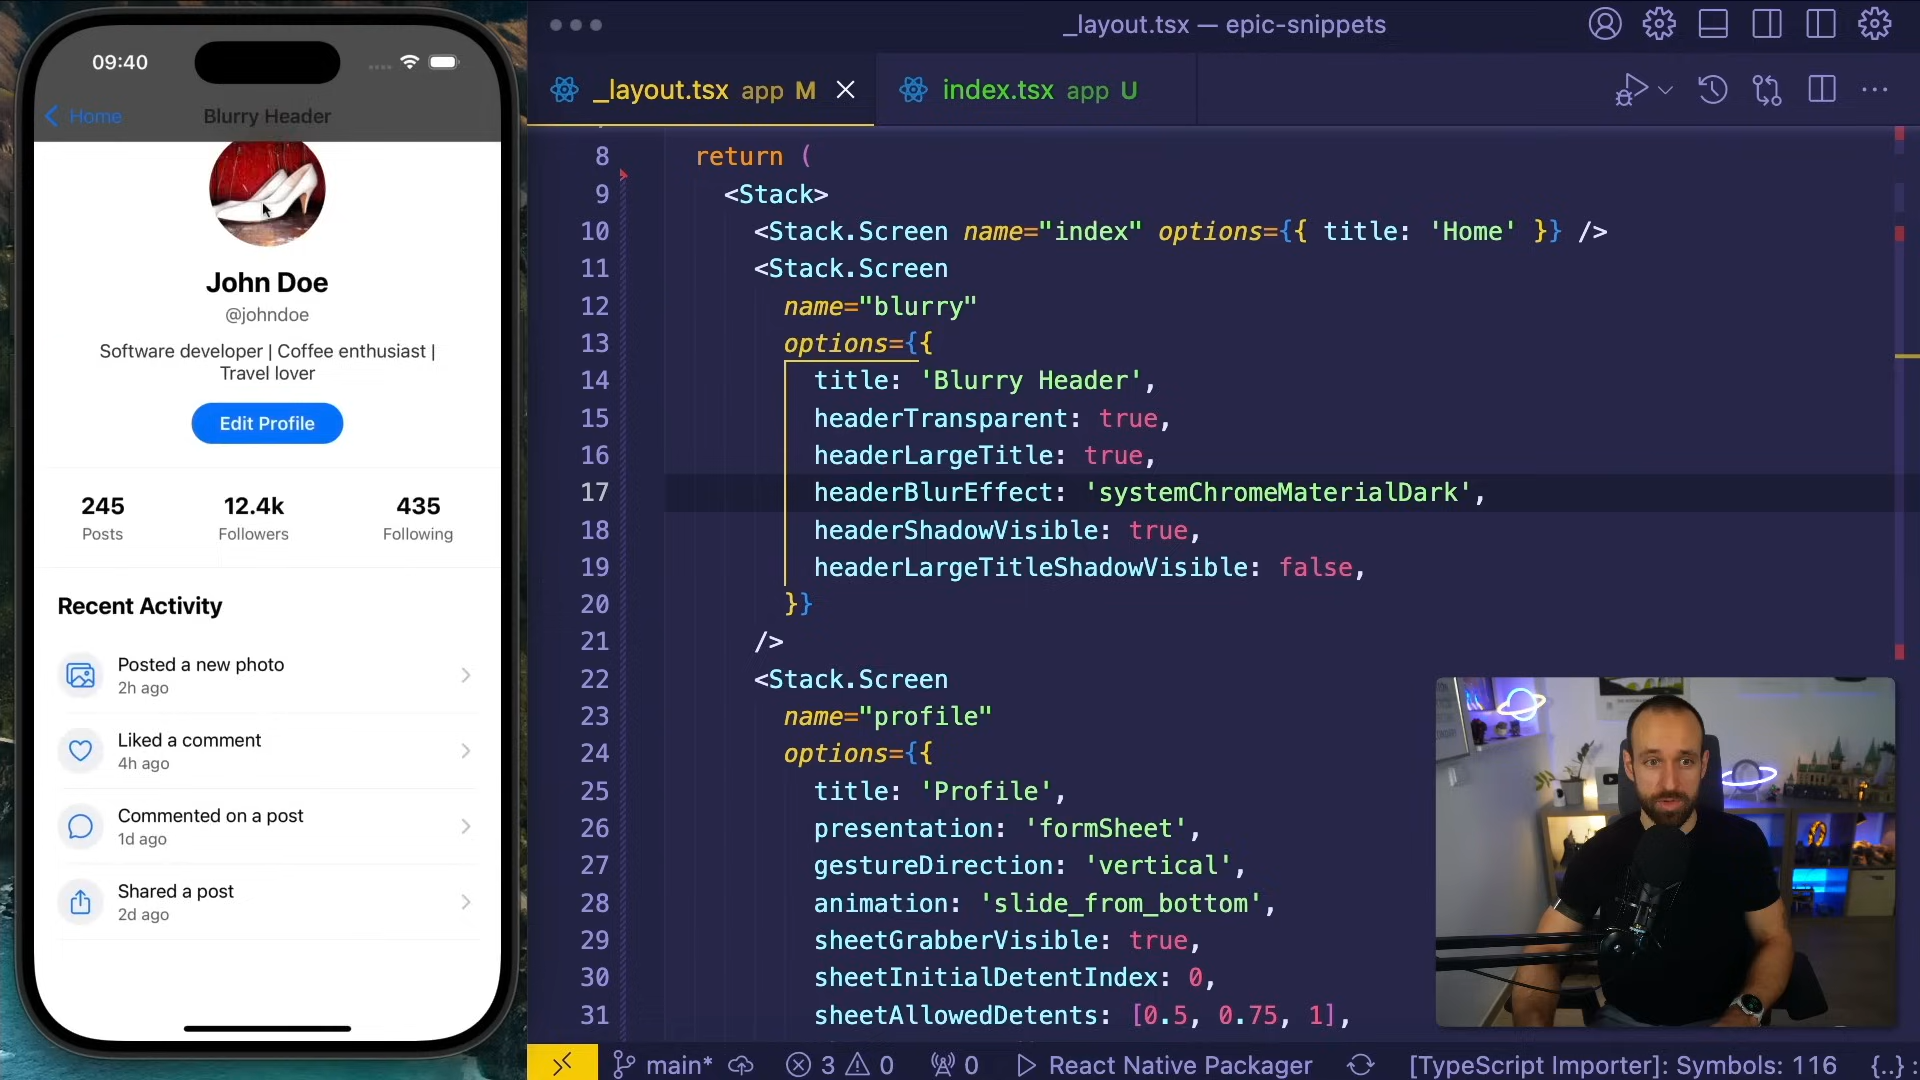 09:40
Home
Blurry Header
John Doe
@johndoe
Software developer | Coffee enthusiast |
Travel lover
Edit Profile
245
Posts
12.4k
Followers
435
Following
Recent Activity
Posted a new photo
2h ago
Liked a comment
4h ago
Commented on a post
1d ago
Shared a post
2d ago
_layout.tsx — epic-snippets
_layout.tsx app M
index.tsx app U
8 return (
9 <Stack>
10 <Stack.Screen name="index" options={{ title: 'Home' }} />
11 <Stack.Screen
12 name="blurry"
13 options={{
14 title: 'Blurry Header',
15 headerTransparent: true,
16 headerLargeTitle: true,
17 headerBlurEffect: 'systemChromeMaterialDark',
18 headerShadowVisible: true,
19 headerLargeTitleShadowVisible: false,
20 }}
21 />
22 <Stack.Screen
23 name="profile"
24 options={{
25 title: 'Profile',
26 presentation: 'formSheet',
27 gestureDirection: 'vertical',
28 animation: 'slide_from_bottom',
29 sheetGrabberVisible: true,
30 sheetInitialDetentIndex: 0,
31 sheetAllowedDetents: [0.5, 0.75, 1],
main* 3 0 0 React Native Packager [TypeScript Importer]: Symbols: 116 {..} :